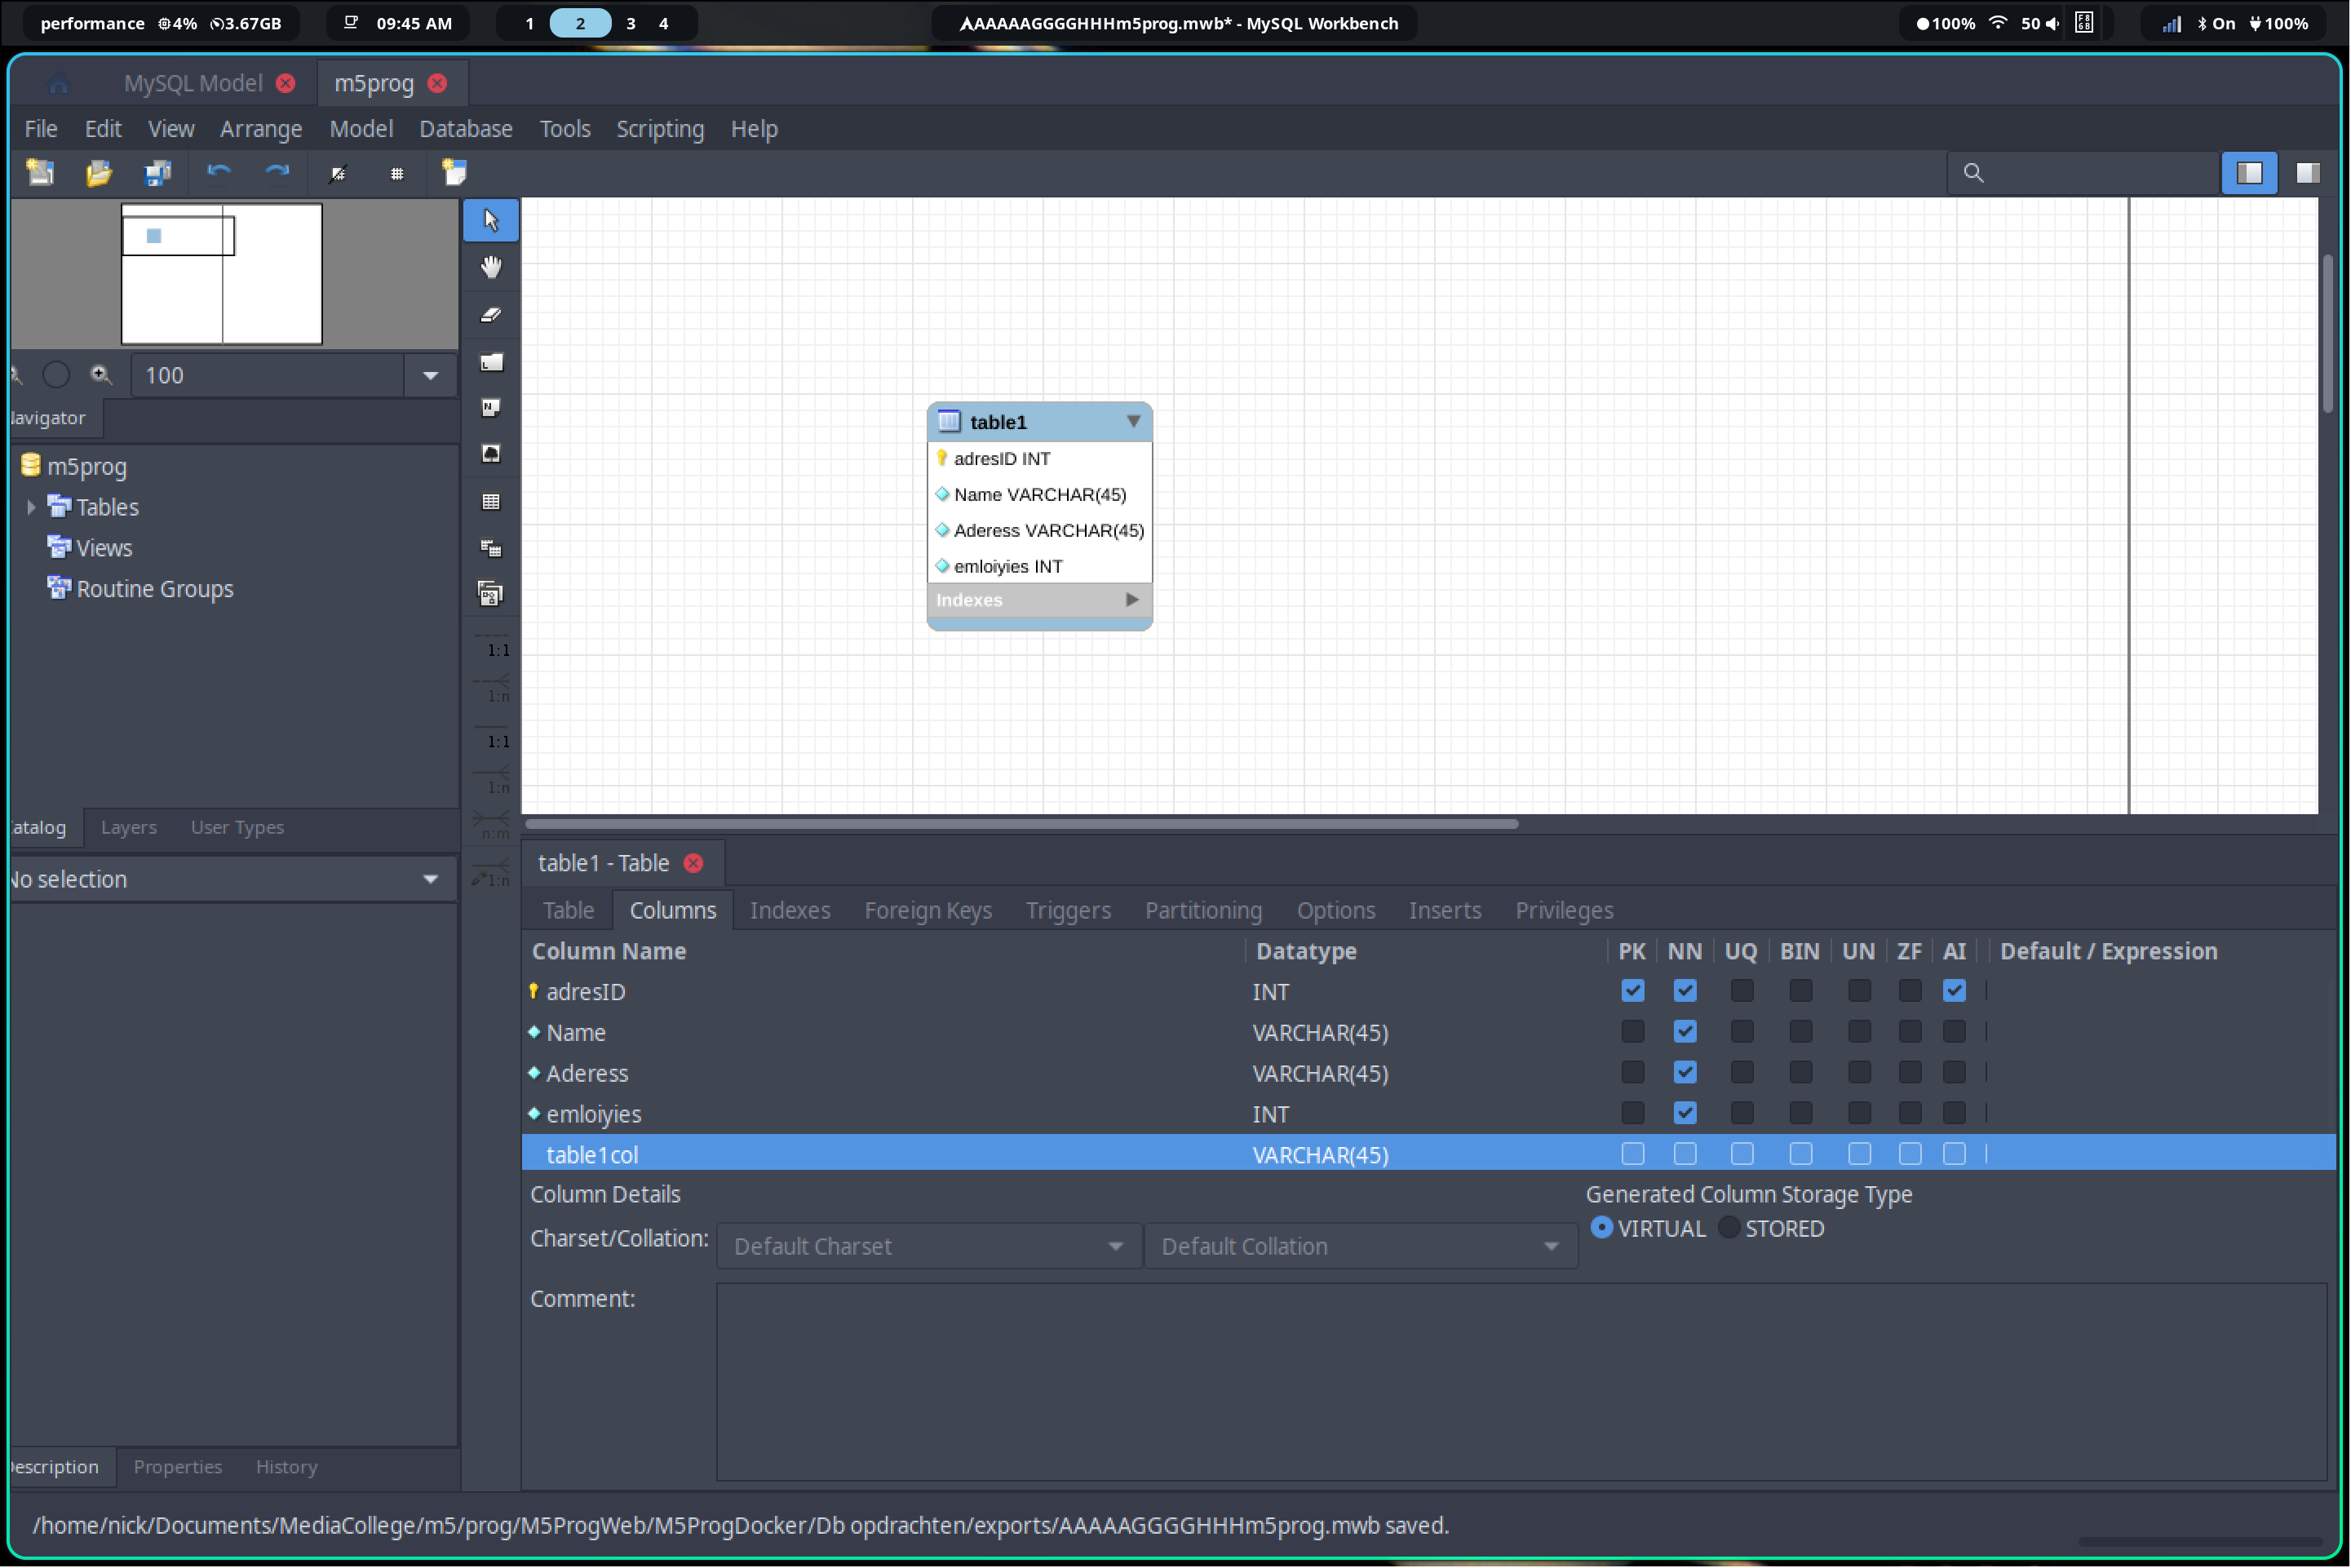 performance 4% 3.67GB 09:45 AM 1 2 3 4 AAAAAGGGGHHHm5prog.mwb* - MySQL Workbench 100% 50 On 100%
MySQL Model m5prog
File Edit View Arrange Model Database Tools Scripting Help
100
avigator
m5prog
Tables
Views
Routine Groups
1:1
1:n
1:1
1:n
n:m
1:n
table1
adresID INT
Name VARCHAR(45)
Aderess VARCHAR(45)
emloiyies INT
Indexes
atalog Layers User Types
No selection
table1 - Table
Table Columns Indexes Foreign Keys Triggers Partitioning Options Inserts Privileges
Column Name Datatype PK NN UQ BIN UN ZF AI Default / Expression
adresID INT
Name VARCHAR(45)
Aderess VARCHAR(45)
emloiyies INT
table1col VARCHAR(45)
Column Details Generated Column Storage Type
Charset/Collation: Default Charset Default Collation VIRTUAL STORED
Comment:
escription Properties History
/home/nick/Documents/MediaCollege/m5/prog/M5ProgWeb/M5ProgDocker/Db opdrachten/exports/AAAAAGGGGHHHm5prog.mwb saved.